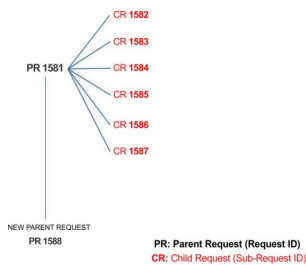 CR 1582
CR 1583
PR 1581
CR 1584
CR 1585
CR 1586
CR 1587
NEW PARENT REQUEST
PR 1588
PR: Parent Request (Request ID)
CR: Child Request (Sub-Request ID)